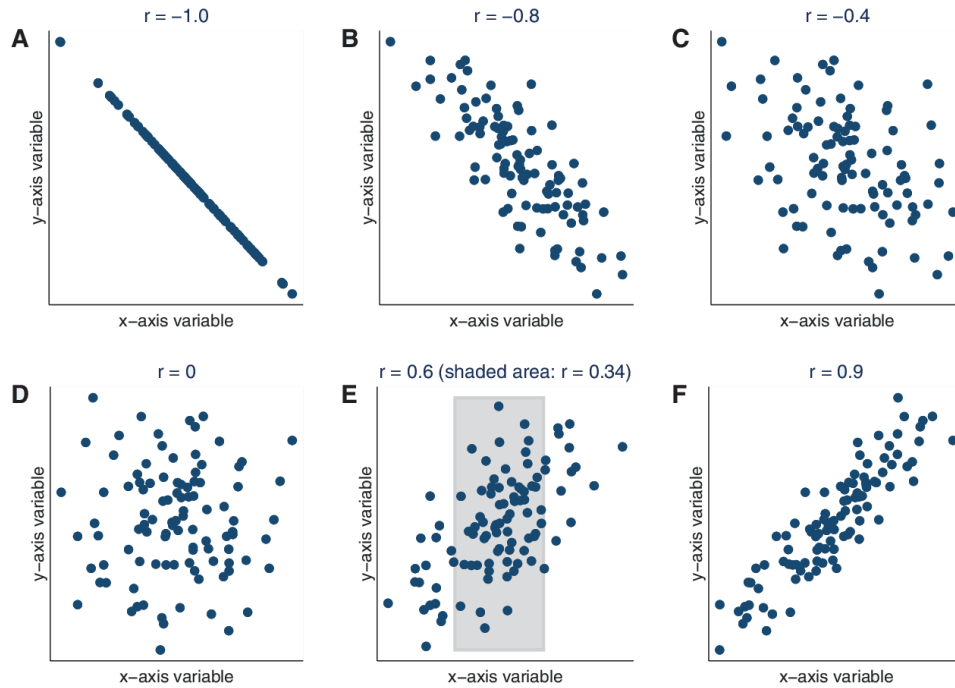 r = −1.0
r = −0.8
r = −0.4
A
B
C
y−axis variable
y−axis variable
y−axis variable
x−axis variable
x−axis variable
x−axis variable
r = 0
r = 0.6 (shaded area: r = 0.34)
r = 0.9
D
E
F
y−axis variable
y−axis variable
y−axis variable
x−axis variable
x−axis variable
x−axis variable